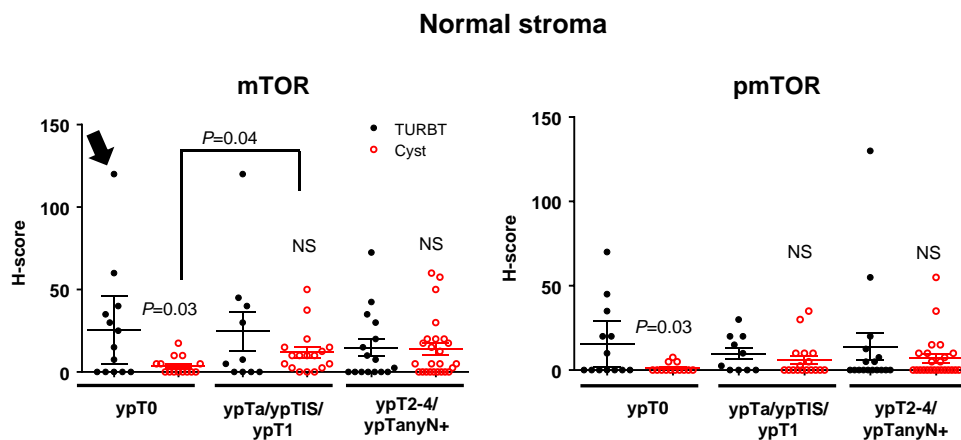 Normal stroma
mTOR
H-score
150
100
50
0
P=0.04
TURBT
Cyst
P=0.03
NS
NS
ypT0
ypTa/ypTIS/
ypT1
ypT2-4/
ypTanyN+
pmTOR
H-score
150
100
50
0
P=0.03
NS
NS
ypT0
ypTa/ypTIS/
ypT1
ypT2-4/
ypTanyN+